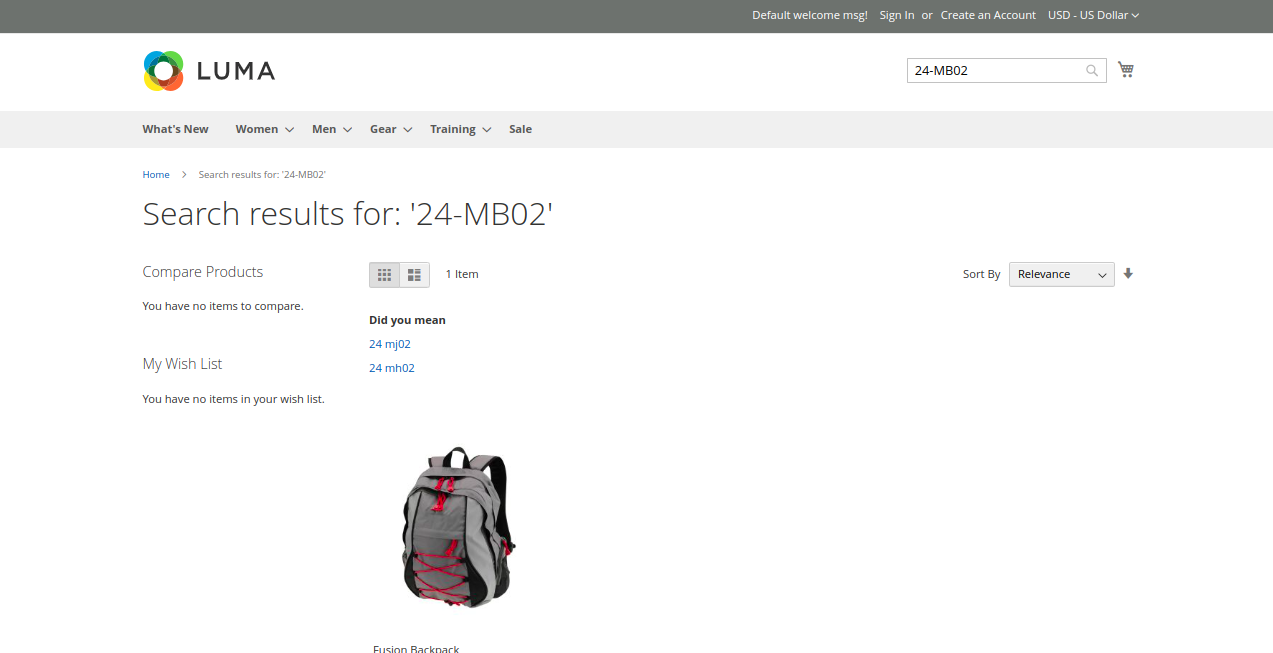 Default welcome msg! Sign In or Create an Account USD - US Dollar
LUMA
24-MB02
What's New Women Men Gear Training Sale
Home Search results for: '24-MB02'
Search results for: '24-MB02'
Compare Products
You have no items to compare.
My Wish List
You have no items in your wish list.
1 Item
Sort By Relevance
Did you mean
24 mj02
24 mh02
Fusion Backpack